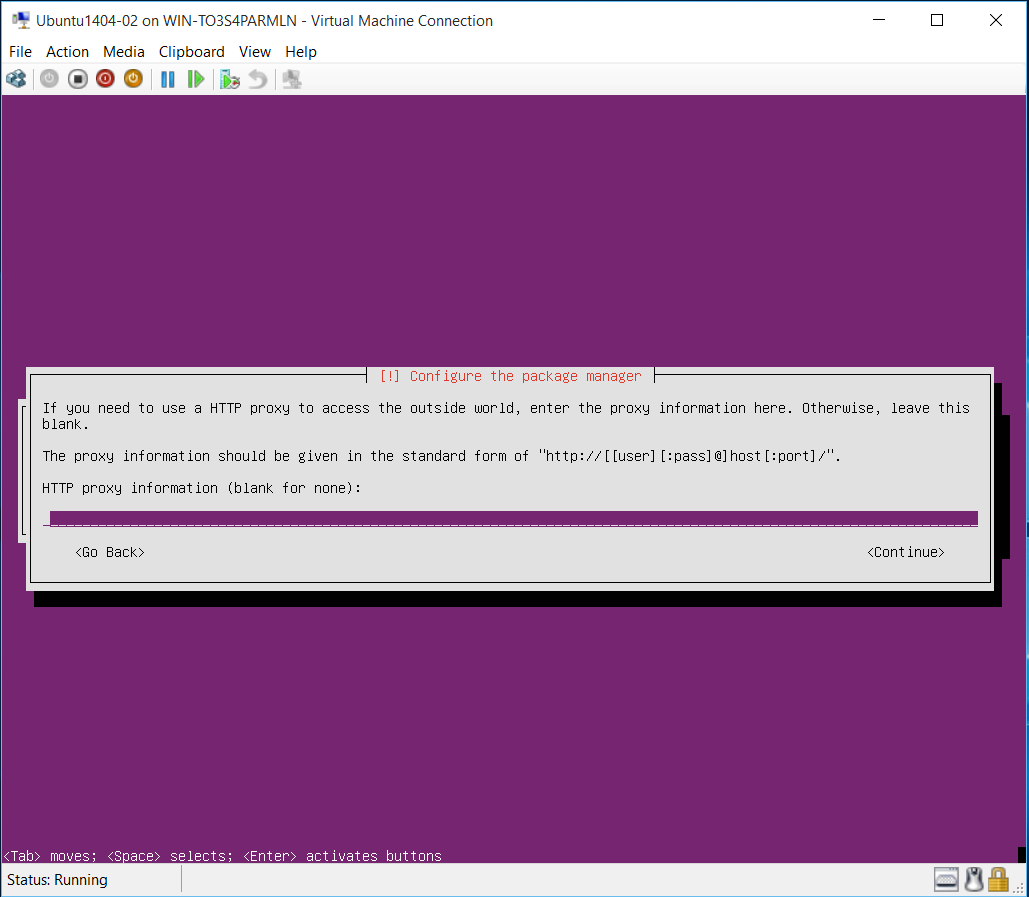 Ubuntu1404-02 on WIN-TO3S4PARMLN - Virtual Machine Connection
File Action Media Clipboard View Help
[!] Configure the package manager
If you need to use a HTTP proxy to access the outside world, enter the proxy information here. Otherwise, leave this
blank.
The proxy information should be given in the standard form of "http://[[user][:pass]@]host[:port]/".
HTTP proxy information (blank for none):
<Go Back> <Continue>
<Tab> moves; <Space> selects; <Enter> activates buttons
Status: Running